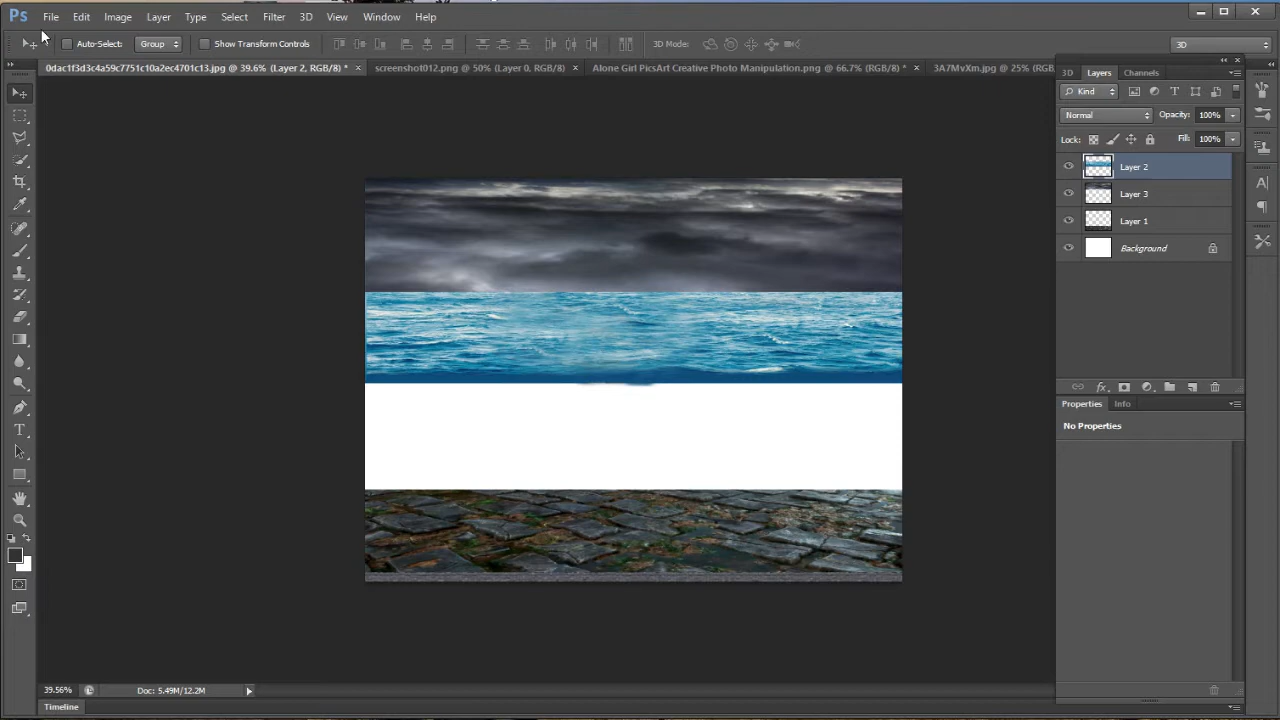 Ps File Edit Image Layer Type Select Filter 3D View Window Help
Auto-Select: Group Show Transform Controls 3D Mode: 3D
0dac1f3d3c4a59c7751c10a2ec4701c13.jpg @ 39.6% (Layer 2, RGB/8) * × screenshot012.png @ 50% (Layer 0, RGB/8) × Alone Girl PicsArt Creative Photo Manipulation.png @ 66.7% (RGB/8) * × 3A7MvXm.jpg @ 25% (RGB
3D Layers Channels
Kind
Normal Opacity: 100%
Lock: Fill: 100%
Layer 2
Layer 3
Layer 1
Background
Properties Info
No Properties
39.56% Doc: 5.49M/12.2M
Timeline